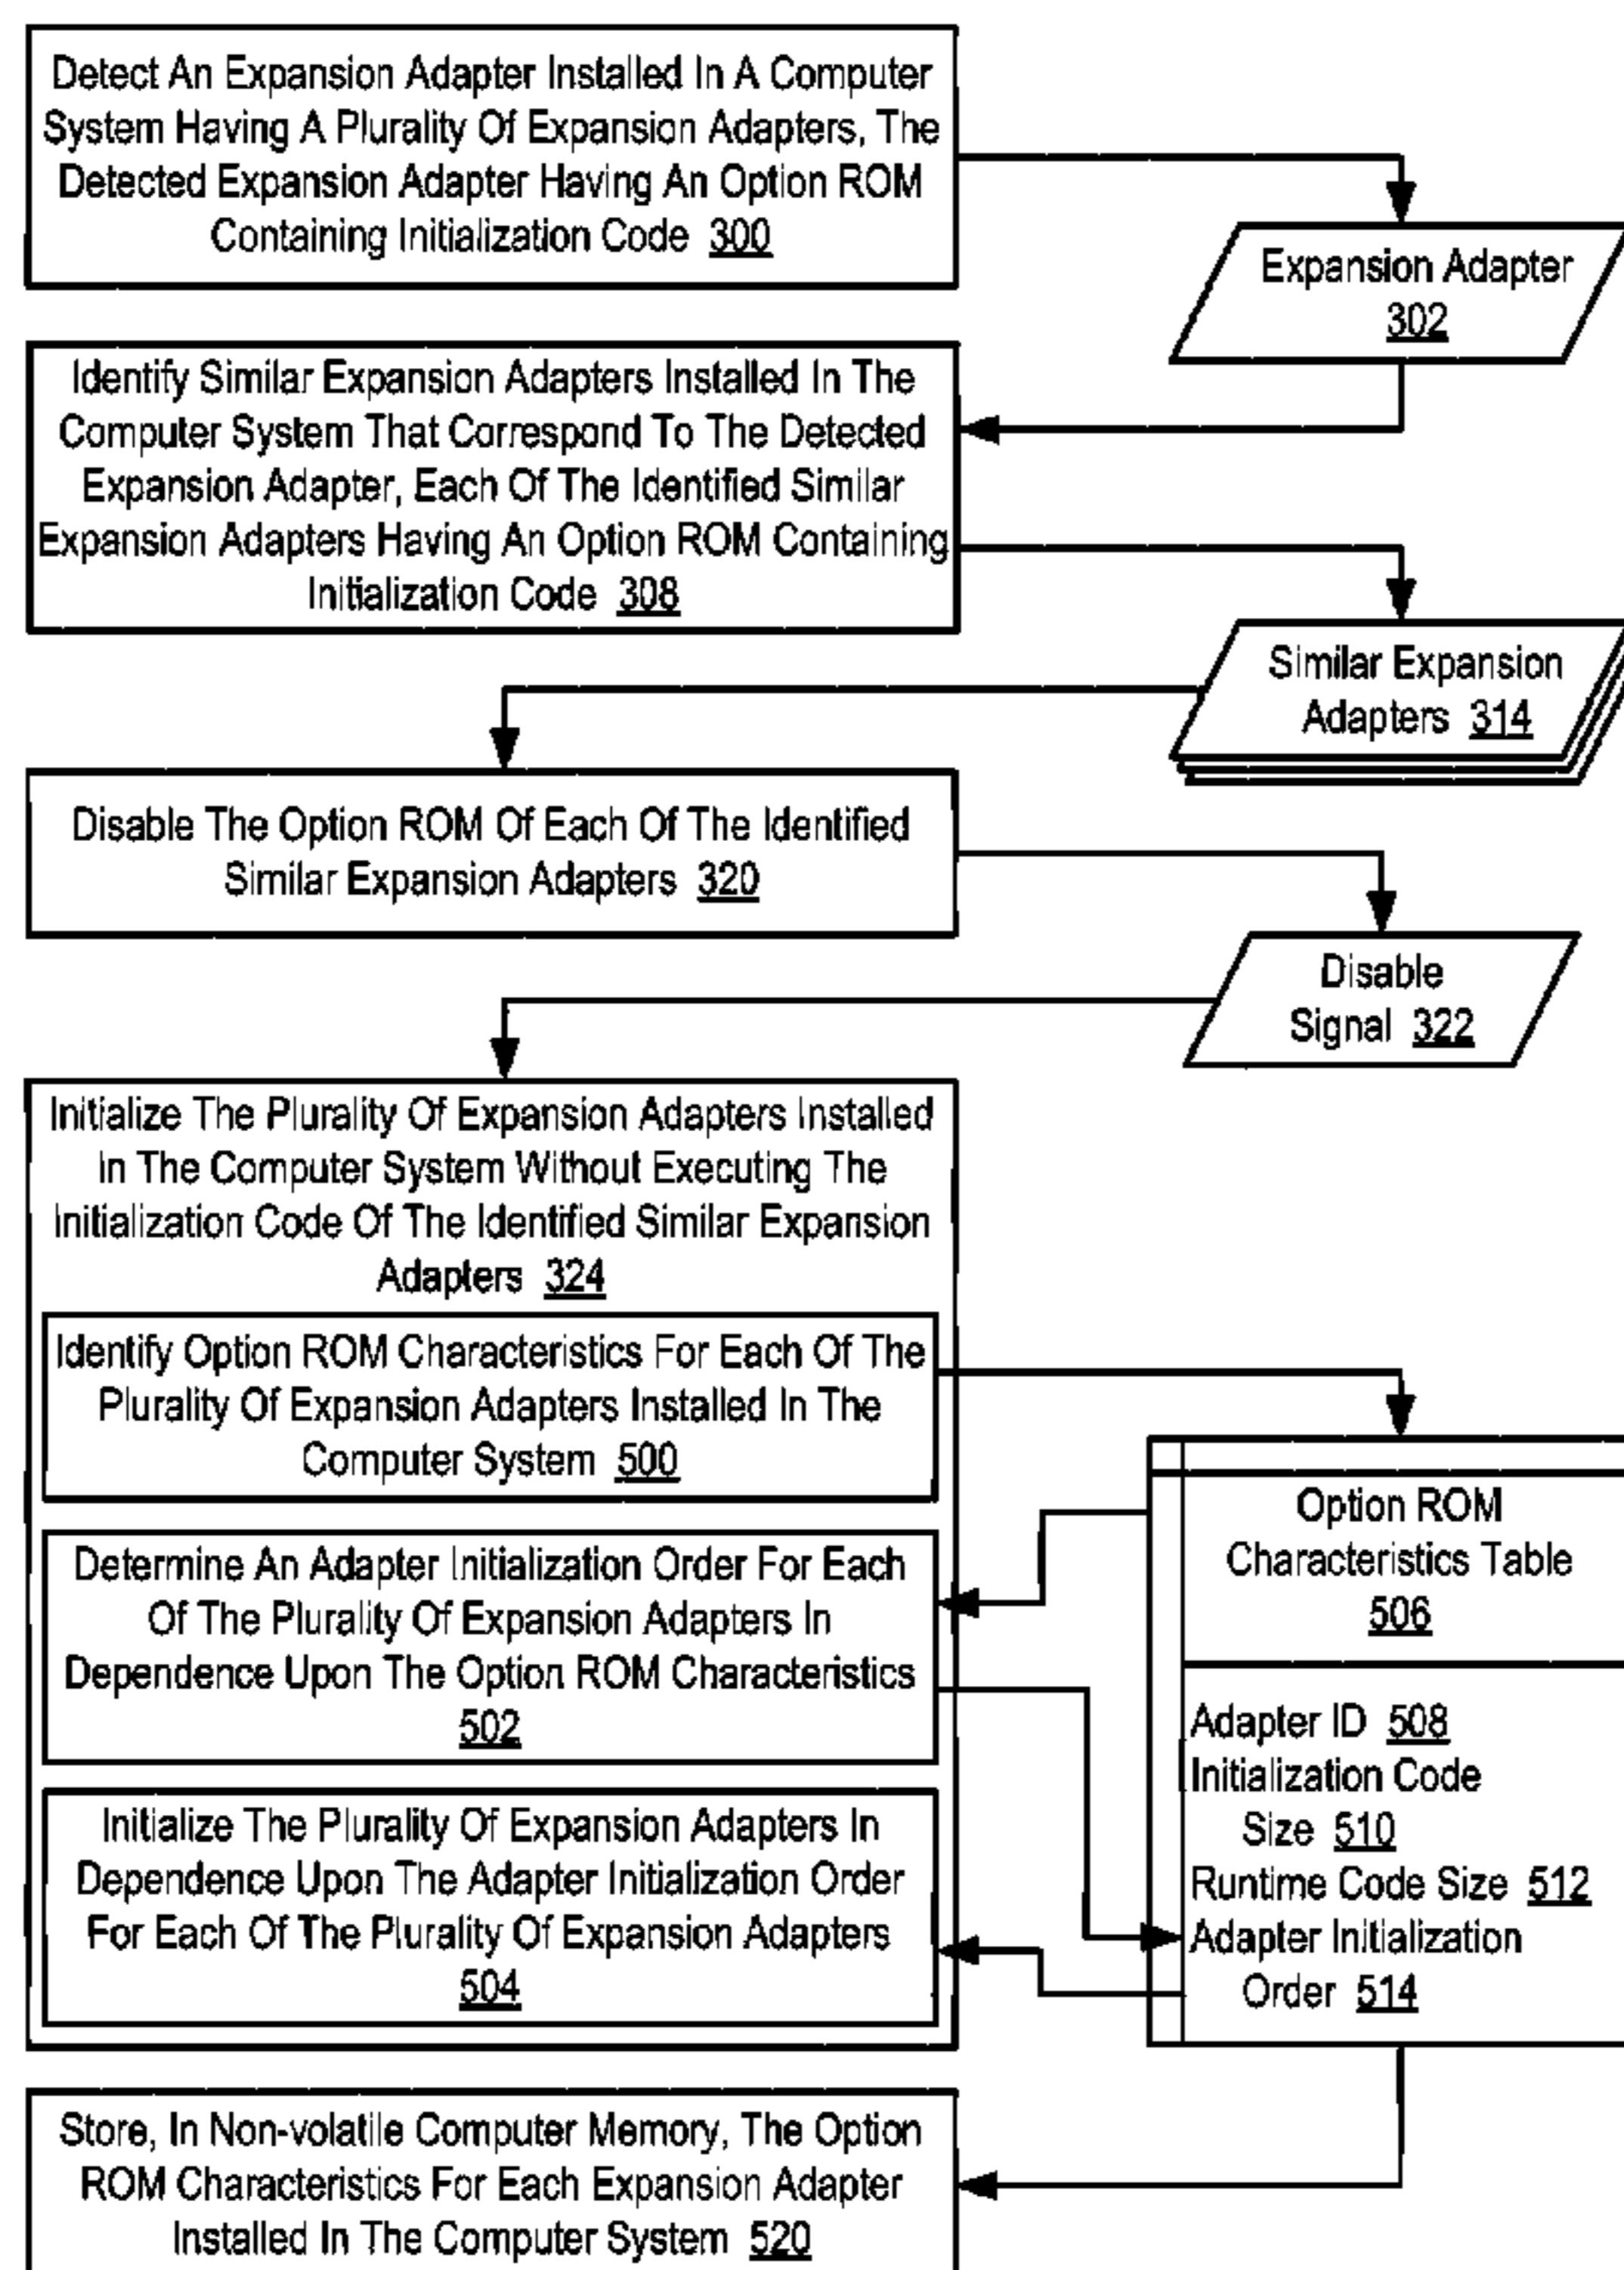 Detect An Expansion Adapter Installed In A Computer
System Having A Plurality Of Expansion Adapters, The
Detected Expansion Adapter Having An Option ROM
Containing Initialization Code 300
Expansion Adapter
302
Identify Similar Expansion Adapters Installed In The
Computer System That Correspond To The Detected
Expansion Adapter, Each Of The Identified Similar
Expansion Adapters Having An Option ROM Containing
Initialization Code 308
Similar Expansion
Adapters 314
Disable The Option ROM Of Each Of The Identified
Similar Expansion Adapters 320
Disable
Signal 322
Initialize The Plurality Of Expansion Adapters Installed
In The Computer System Without Executing The
Initialization Code Of The Identified Similar Expansion
Adapters 324
Identify Option ROM Characteristics For Each Of The
Plurality Of Expansion Adapters Installed In The
Computer System 500
Determine An Adapter Initialization Order For Each
Of The Plurality Of Expansion Adapters In
Dependence Upon The Option ROM Characteristics
502
Initialize The Plurality Of Expansion Adapters In
Dependence Upon The Adapter Initialization Order
For Each Of The Plurality Of Expansion Adapters
504
Option ROM
Characteristics Table
506
Adapter ID 508
Initialization Code
Size 510
Runtime Code Size 512
Adapter Initialization
Order 514
Store, In Non-volatile Computer Memory, The Option
ROM Characteristics For Each Expansion Adapter
Installed In The Computer System 520